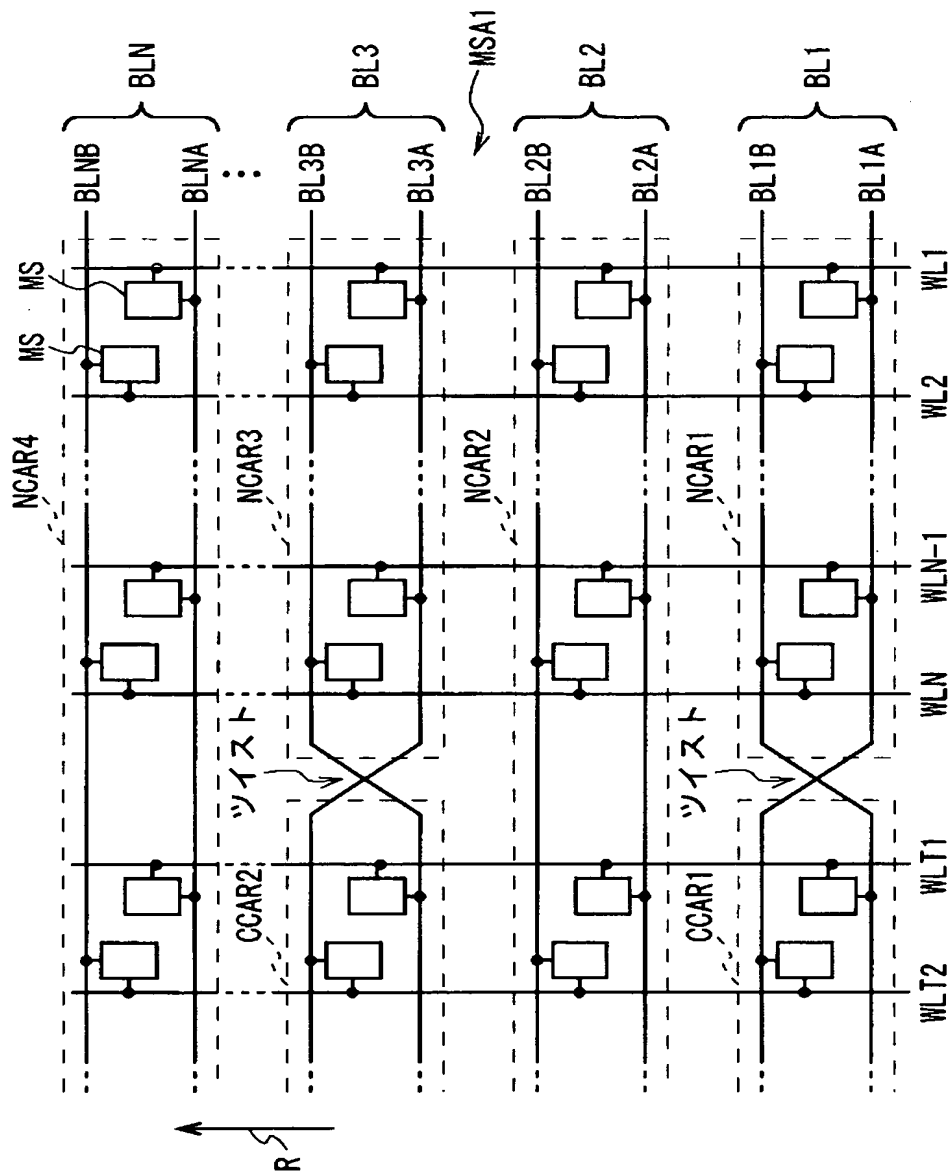 BLN
BL3
MSA1
BL2
BL1
BLNB
BLNA
BL3B
BL3A
BL2B
BL2A
BL1B
BL1A
MS
MS
WL1
WL2
NCAR4
NCAR3
NCAR2
NCAR1
WLN-1
WLN
ツイスト
ツイスト
CCAR2
CCAR1
WLT1
WLT2
R